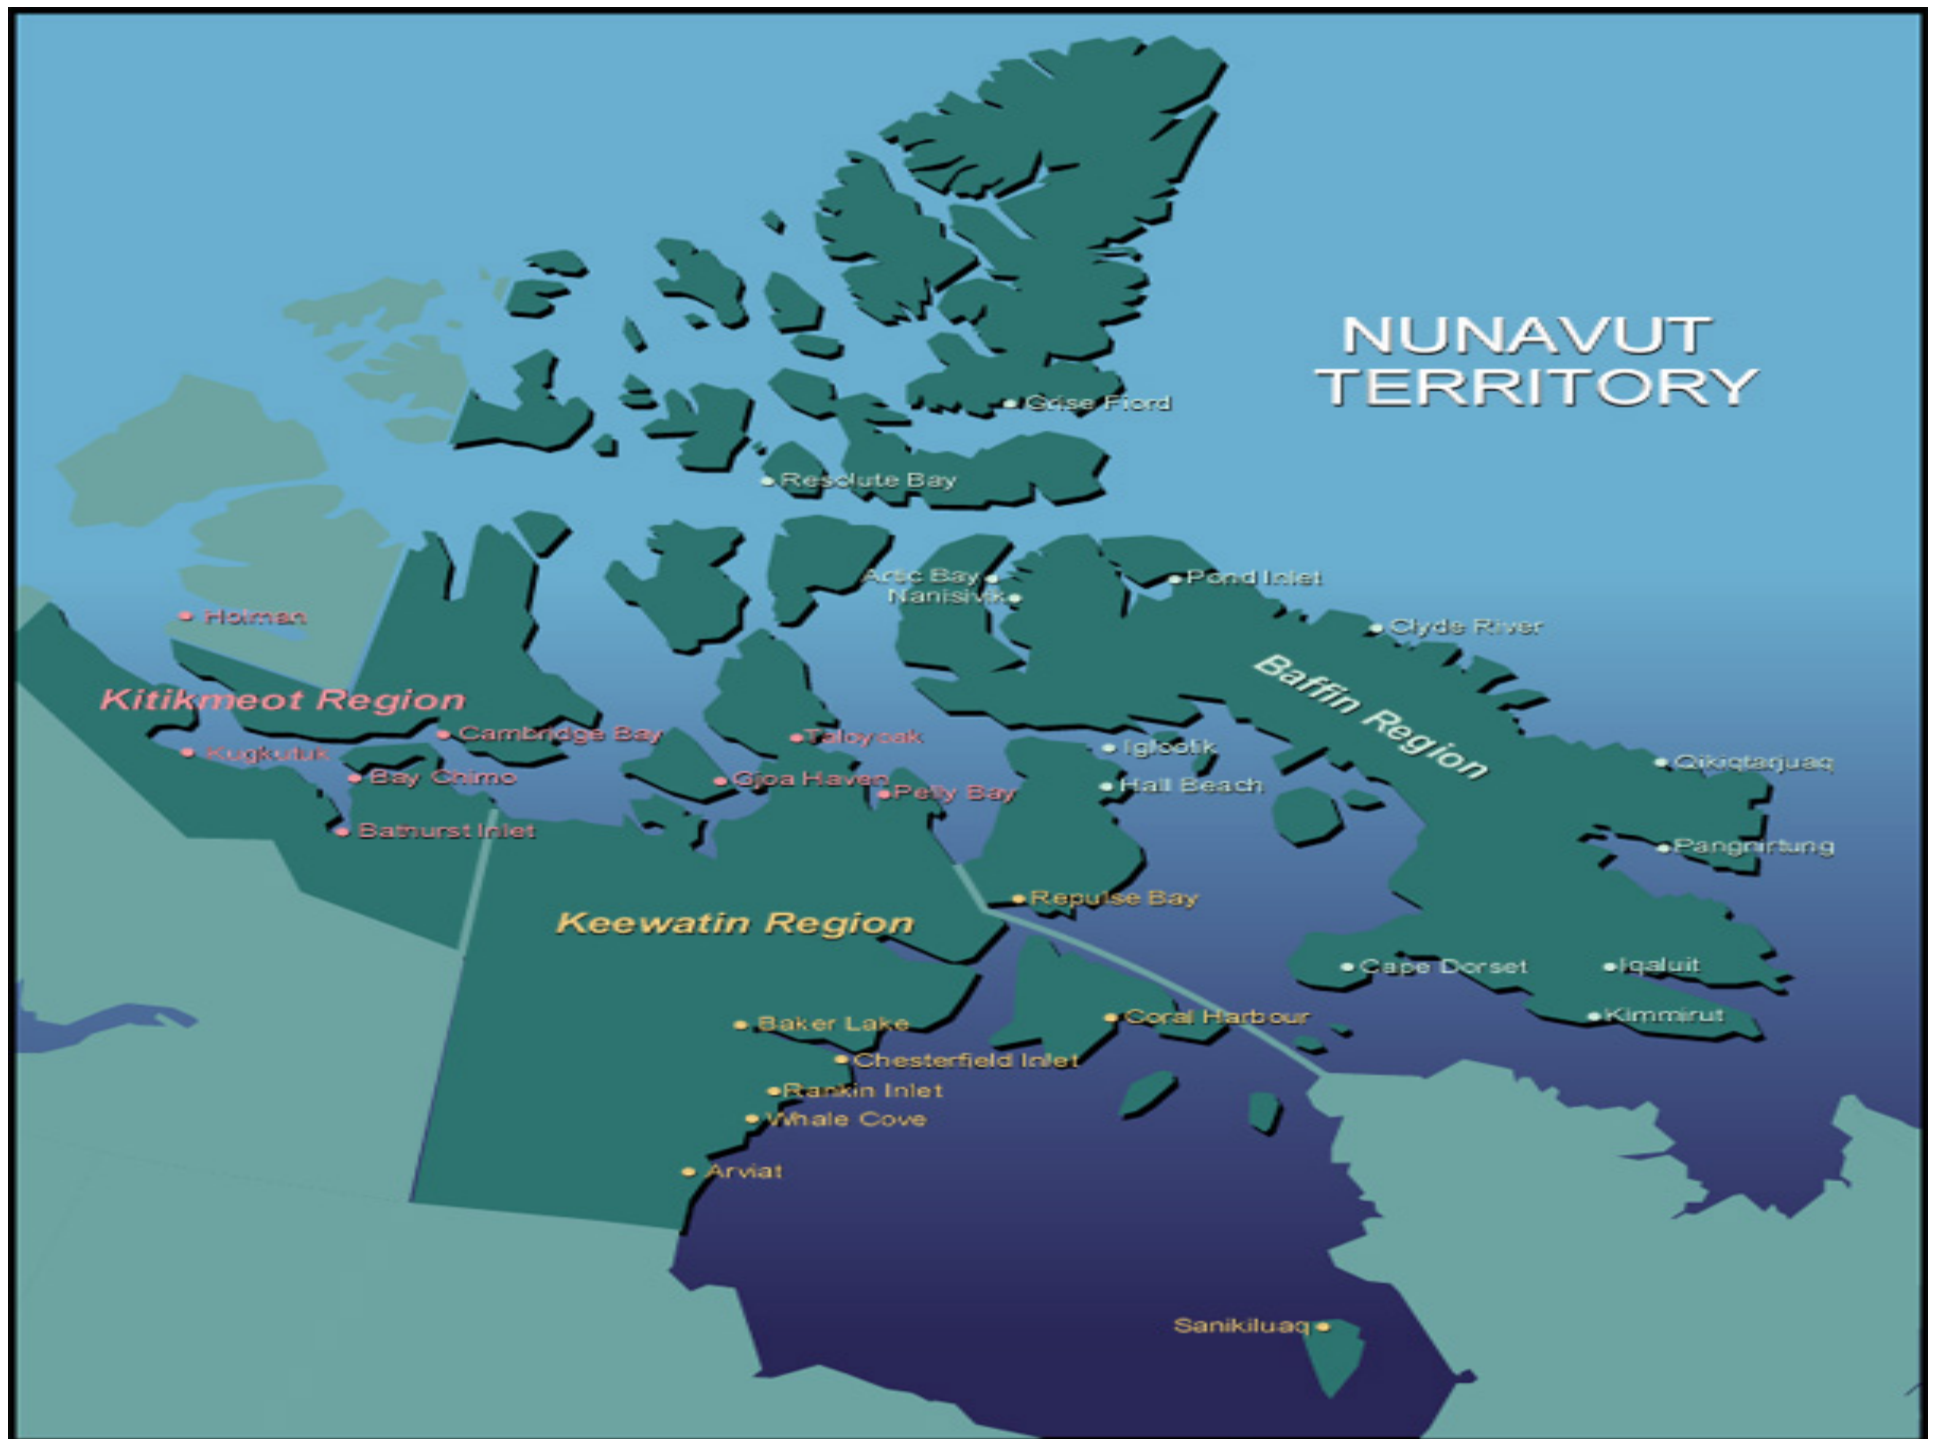 NUNAVUT
TERRITORY
Grise Fiord
Resolute Bay
Artic Bay
Pond Inlet
Nanisivik
Holman
Clyde River
Baffin Region
Kitikmeot Region
Cambridge Bay
Taloyoak
Igloolik
Kugkutuk
Qikiqtarjuaq
Bay Chimo
Gjoa Haven
Pelly Bay
Hall Beach
Bathurst Inlet
Pangnirtung
Repulse Bay
Keewatin Region
Cape Dorset
Iqaluit
Baker Lake
Coral Harbour
Kimmirut
Chesterfield Inlet
Rankin Inlet
Whale Cove
Arviat
Sanikiluaq